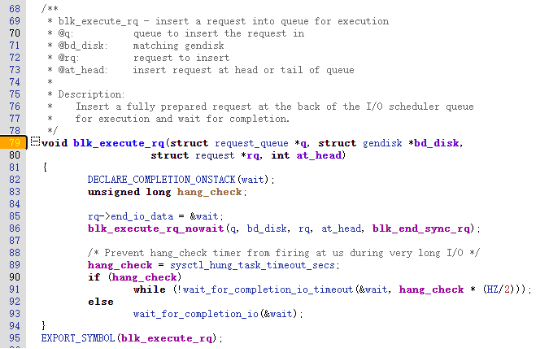 68 /**
69 * blk_execute_rq - insert a request into queue for execution
70 * @q: queue to insert the request in
71 * @bd_disk: matching gendisk
72 * @rq: request to insert
73 * @at_head: insert request at head or tail of queue
74 *
75 * Description:
76 * Insert a fully prepared request at the back of the I/O scheduler queue
77 * for execution and wait for completion.
78 */
79 void blk_execute_rq(struct request_queue *q, struct gendisk *bd_disk,
80 struct request *rq, int at_head)
81 {
82 DECLARE_COMPLETION_ONSTACK(wait);
83 unsigned long hang_check;
84
85 rq->end_io_data = &wait;
86 blk_execute_rq_nowait(q, bd_disk, rq, at_head, blk_end_sync_rq);
87
88 /* Prevent hang_check timer from firing at us during very long I/O */
89 hang_check = sysctl_hung_task_timeout_secs;
90 if (hang_check)
91 while (!wait_for_completion_io_timeout(&wait, hang_check * (HZ/2)));
92 else
93 wait_for_completion_io(&wait);
94 }
95 EXPORT_SYMBOL(blk_execute_rq);